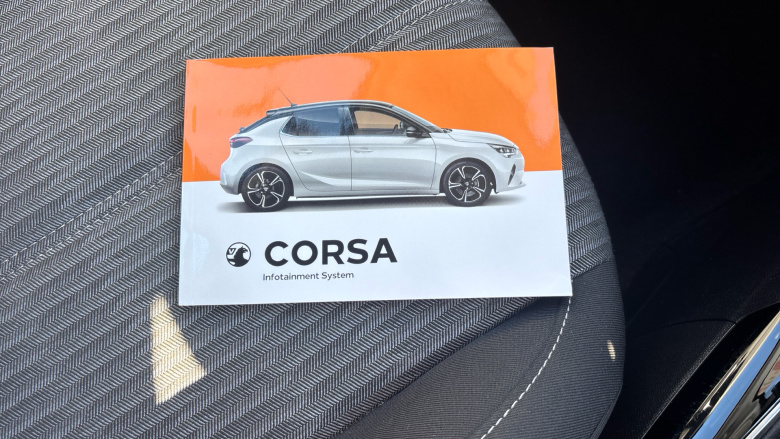 CORSA
Infotainment System